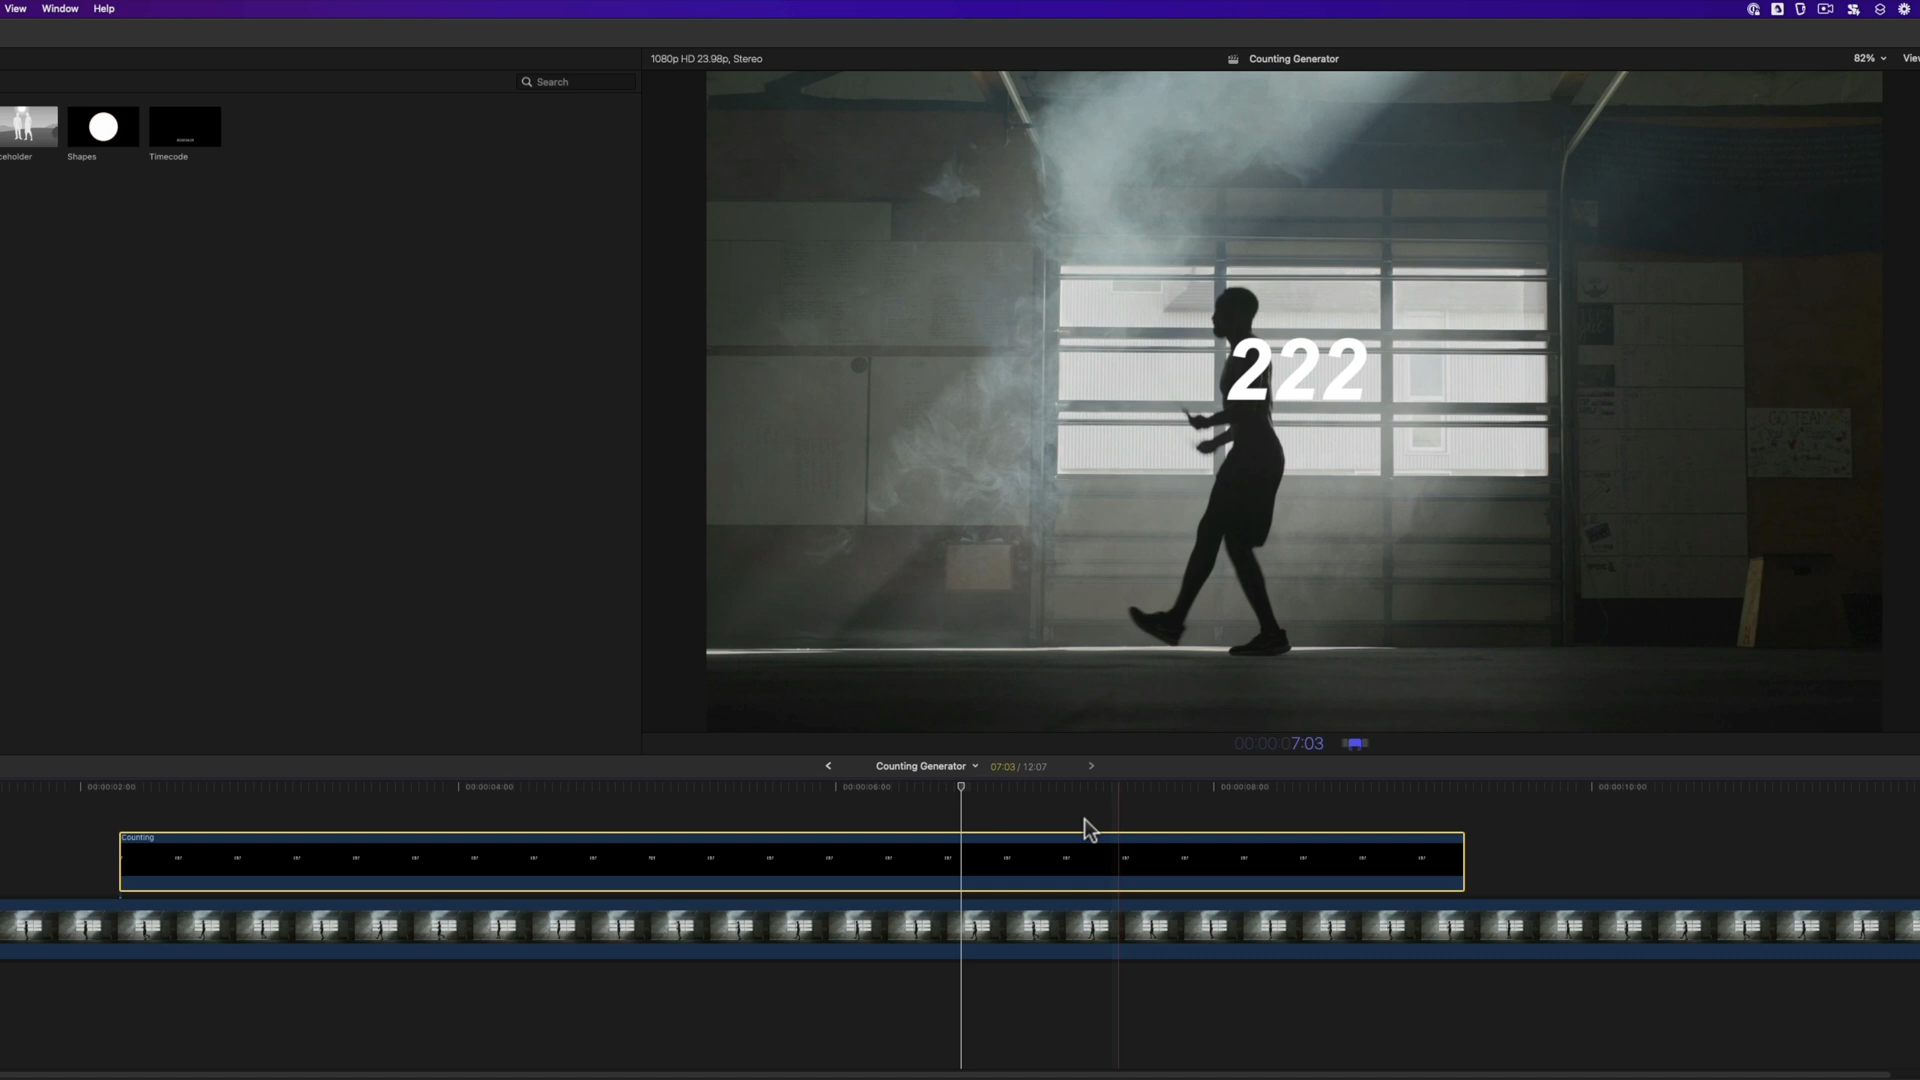 View Window Help
1080p HD 23.98p, Stereo
Counting Generator
82%
Search
Shapes
Timecode
222
GO TEAM
00:00:07:03
Counting Generator
07:03 / 12:07
00:00:02:00
00:00:04:00
00:00:06:00
00:00:08:00
00:00:10:00
Counting